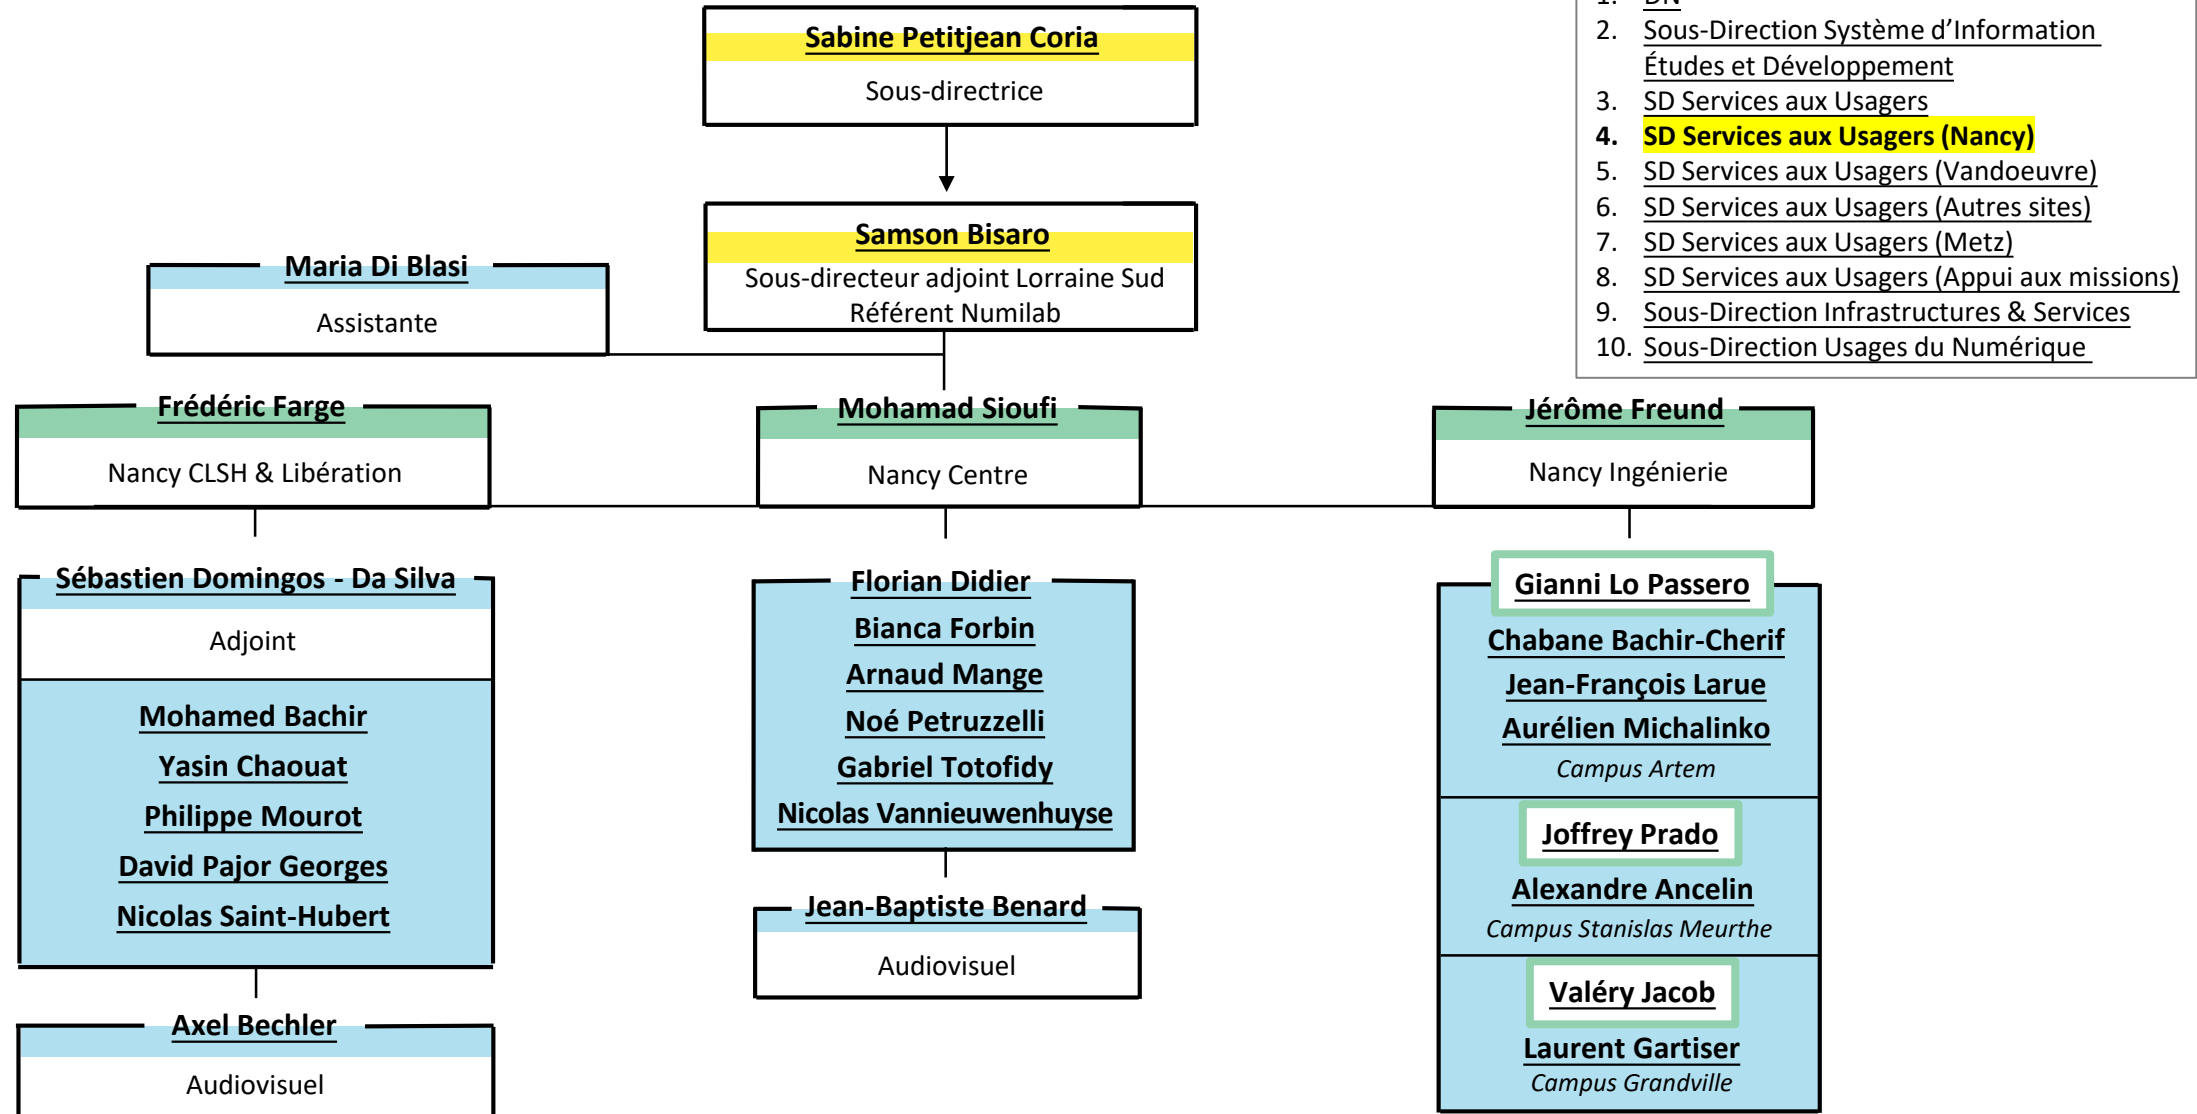 1. DN
2. Sous-Direction Système d’Information
Études et Développement
3. SD Services aux Usagers
4. SD Services aux Usagers (Nancy)
5. SD Services aux Usagers (Vandoeuvre)
6. SD Services aux Usagers (Autres sites)
7. SD Services aux Usagers (Metz)
8. SD Services aux Usagers (Appui aux missions)
9. Sous-Direction Infrastructures & Services
10. Sous-Direction Usages du Numérique
Sabine Petitjean Coria
Sous-directrice
Samson Bisaro
Sous-directeur adjoint Lorraine Sud
Référent Numilab
Maria Di Blasi
Assistante
Frédéric Farge
Nancy CLSH & Libération
Sébastien Domingos - Da Silva
Adjoint
Mohamed Bachir
Yasin Chaouat
Philippe Mourot
David Pajor Georges
Nicolas Saint-Hubert
Axel Bechler
Audiovisuel
Mohamad Sioufi
Nancy Centre
Florian Didier
Bianca Forbin
Arnaud Mange
Noé Petruzzelli
Gabriel Totofidy
Nicolas Vannieuwenhuyse
Jean-Baptiste Benard
Audiovisuel
Jérôme Freund
Nancy Ingénierie
Gianni Lo Passero
Chabane Bachir-Cherif
Jean-François Larue
Aurélien Michalinko
Campus Artem
Joffrey Prado
Alexandre Ancelin
Campus Stanislas Meurthe
Valéry Jacob
Laurent Gartiser
Campus Grandville